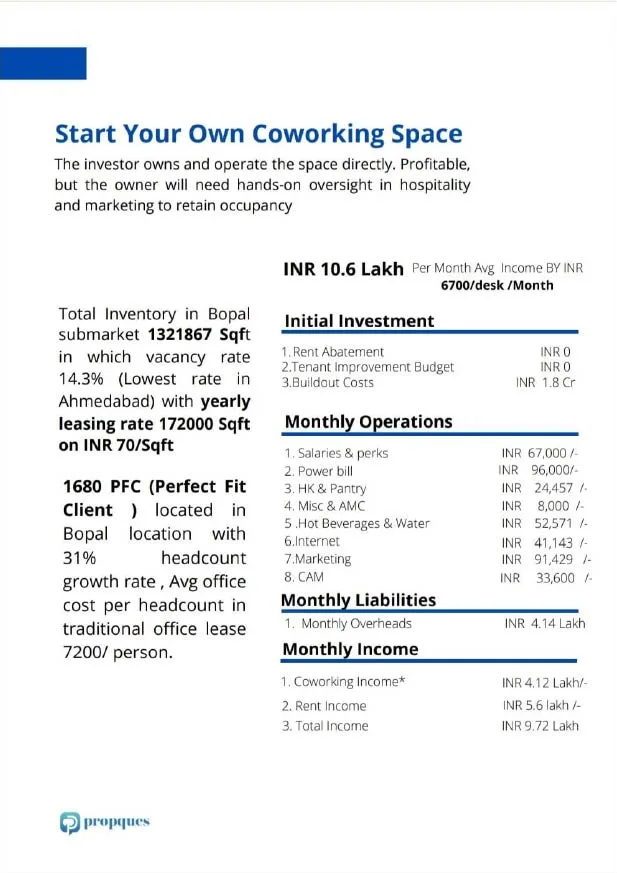 Start Your Own Coworking Space
The investor owns and operate the space directly. Profitable,
but the owner will need hands-on oversight in hospitality
and marketing to retain occupancy
Total Inventory in Bopal
submarket 1321867 Sqft
in which vacancy rate
14.3% (Lowest rate in
Ahmedabad) with yearly
leasing rate 172000 Sqft
on INR 70/Sqft
1680 PFC (Perfect Fit
Client ) located in
Bopal location with
31% headcount
growth rate , Avg office
cost per headcount in
traditional office lease
7200/ person.
INR 10.6 Lakh Per Month Avg Income BY INR
6700/desk /Month
Initial Investment
1.Rent Abatement INR 0
2.Tenant Improvement Budget INR 0
3.Buildout Costs INR 1.8 Cr
Monthly Operations
1. Salaries & perks INR 67,000 /-
2. Power bill INR 96,000/-
3. HK & Pantry INR 24,457 /-
4. Misc & AMC INR 8,000 /-
5 .Hot Beverages & Water INR 52,571 /-
6.Internet INR 41,143 /-
7.Marketing INR 91,429 /-
8. CAM INR 33,600 /-
Monthly Liabilities
1. Monthly Overheads INR 4.14 Lakh
Monthly Income
1. Coworking Income* INR 4.12 Lakh/-
2. Rent Income INR 5.6 lakh /-
3. Total Income INR 9.72 Lakh
propques